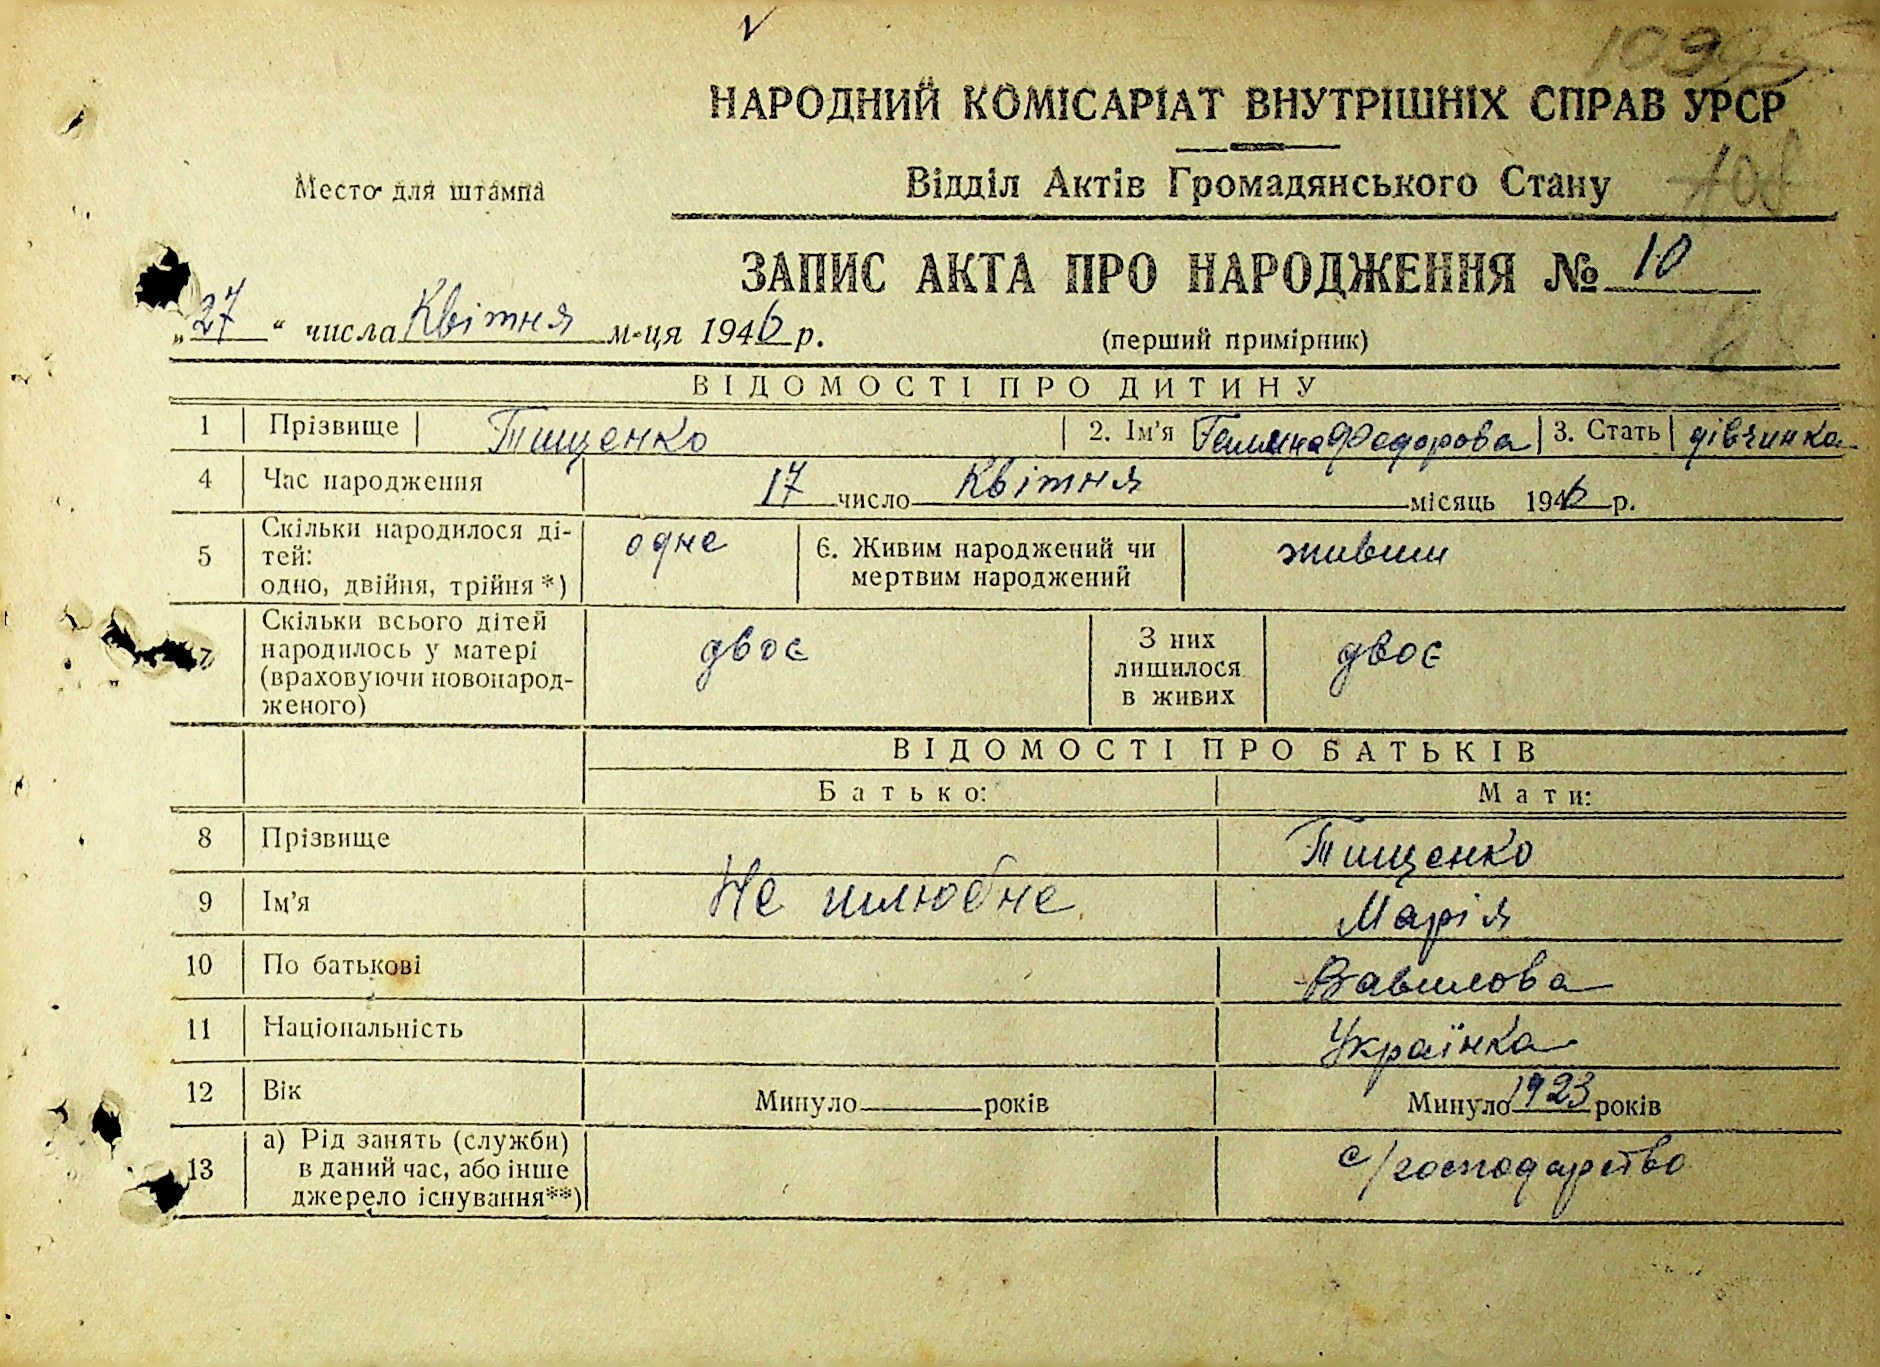 НАРОДНИЙ КОМІСАРІАТ ВНУТРІШНІХ СПРАВ УРСР
Место для штампа
Відділ Актів Громадянського Стану
ЗАПИС АКТА ПРО НАРОДЖЕННЯ № 10
„27“ числа Квітня м-ця 1946 р.
(перший примірник)
ВІДОМОСТІ ПРО ДИТИНУ
1 Прізвище Тищенко 2. Ім'я Галина Федорова 3. Стать дівчинка
4 Час народження 17 число Квітня місяць 1946 р.
5 Скільки народилося ді-
тей:
одно, двійня, трійня *)
одне
6. Живим народжений чи
мертвим народжений
живим
7 Скільки всього дітей
народилось у матері
(враховуючи новонарод-
женого)
двоє
З них
лишилося
в живих
двоє
ВІДОМОСТІ ПРО БАТЬКІВ
Батько: Мати:
8 Прізвище Тищенко
9 Ім'я Не шлюбне Марія
10 По батькові Вавилова
11 Національність Українка
12 Вік Минуло років Минуло 1923 років
13 а) Рід занять (служби)
в даний час, або інше
джерело існування**)
с/господарство